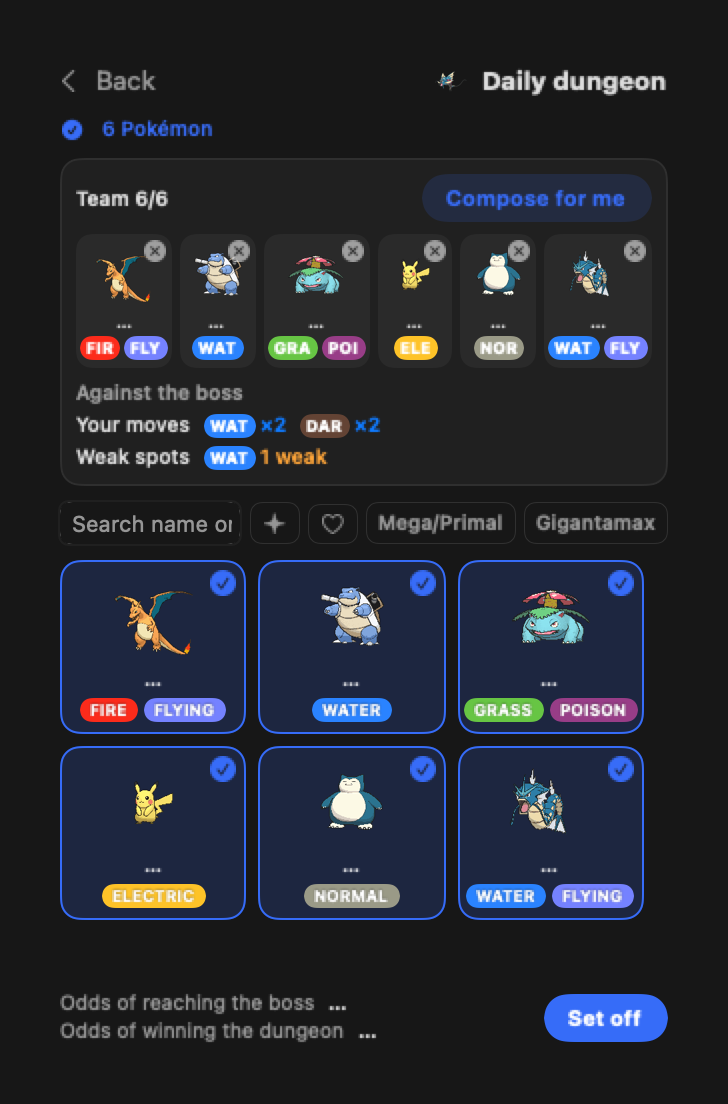 Back
Daily dungeon
6 Pokémon
Team 6/6
Compose for me
... ... ... ... ... ...
FIR FLY WAT GRA POI ELE NOR WAT FLY
Against the boss
Your moves WAT ×2 DAR ×2
Weak spots WAT 1 weak
Search name or
Mega/Primal
Gigantamax
... ... ...
FIRE FLYING WATER GRASS POISON
... ... ...
ELECTRIC NORMAL WATER FLYING
Odds of reaching the boss ...
Odds of winning the dungeon ...
Set off